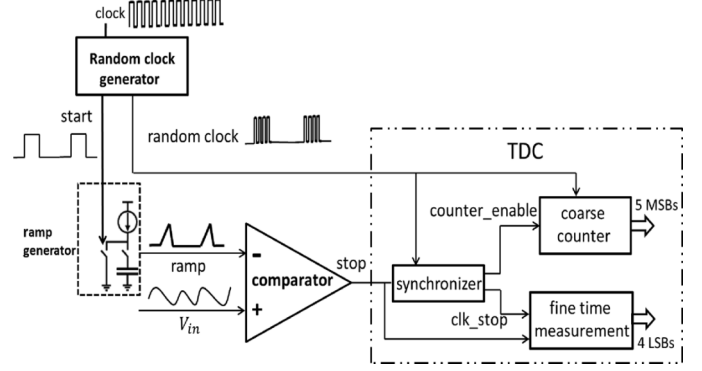 clock
Random clock
generator
start
random clock
TDC
ramp
generator
ramp
V_in
-
+
comparator
stop
synchronizer
counter_enable
coarse
counter
5 MSBs
clk_stop
fine time
measurement
4 LSBs